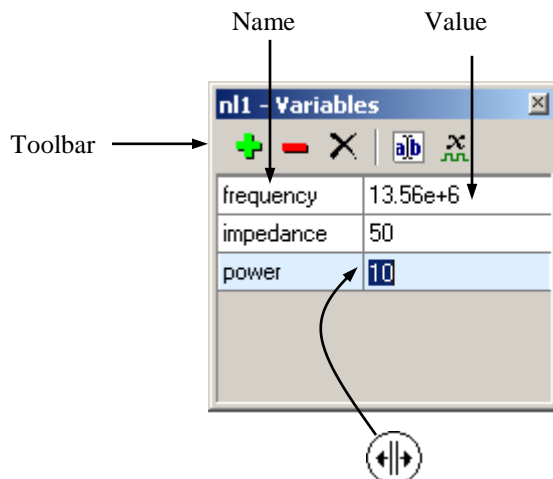 Name Value
nl1 - Variables
Toolbar
a b x
frequency 13.56e+6
impedance 50
power 10